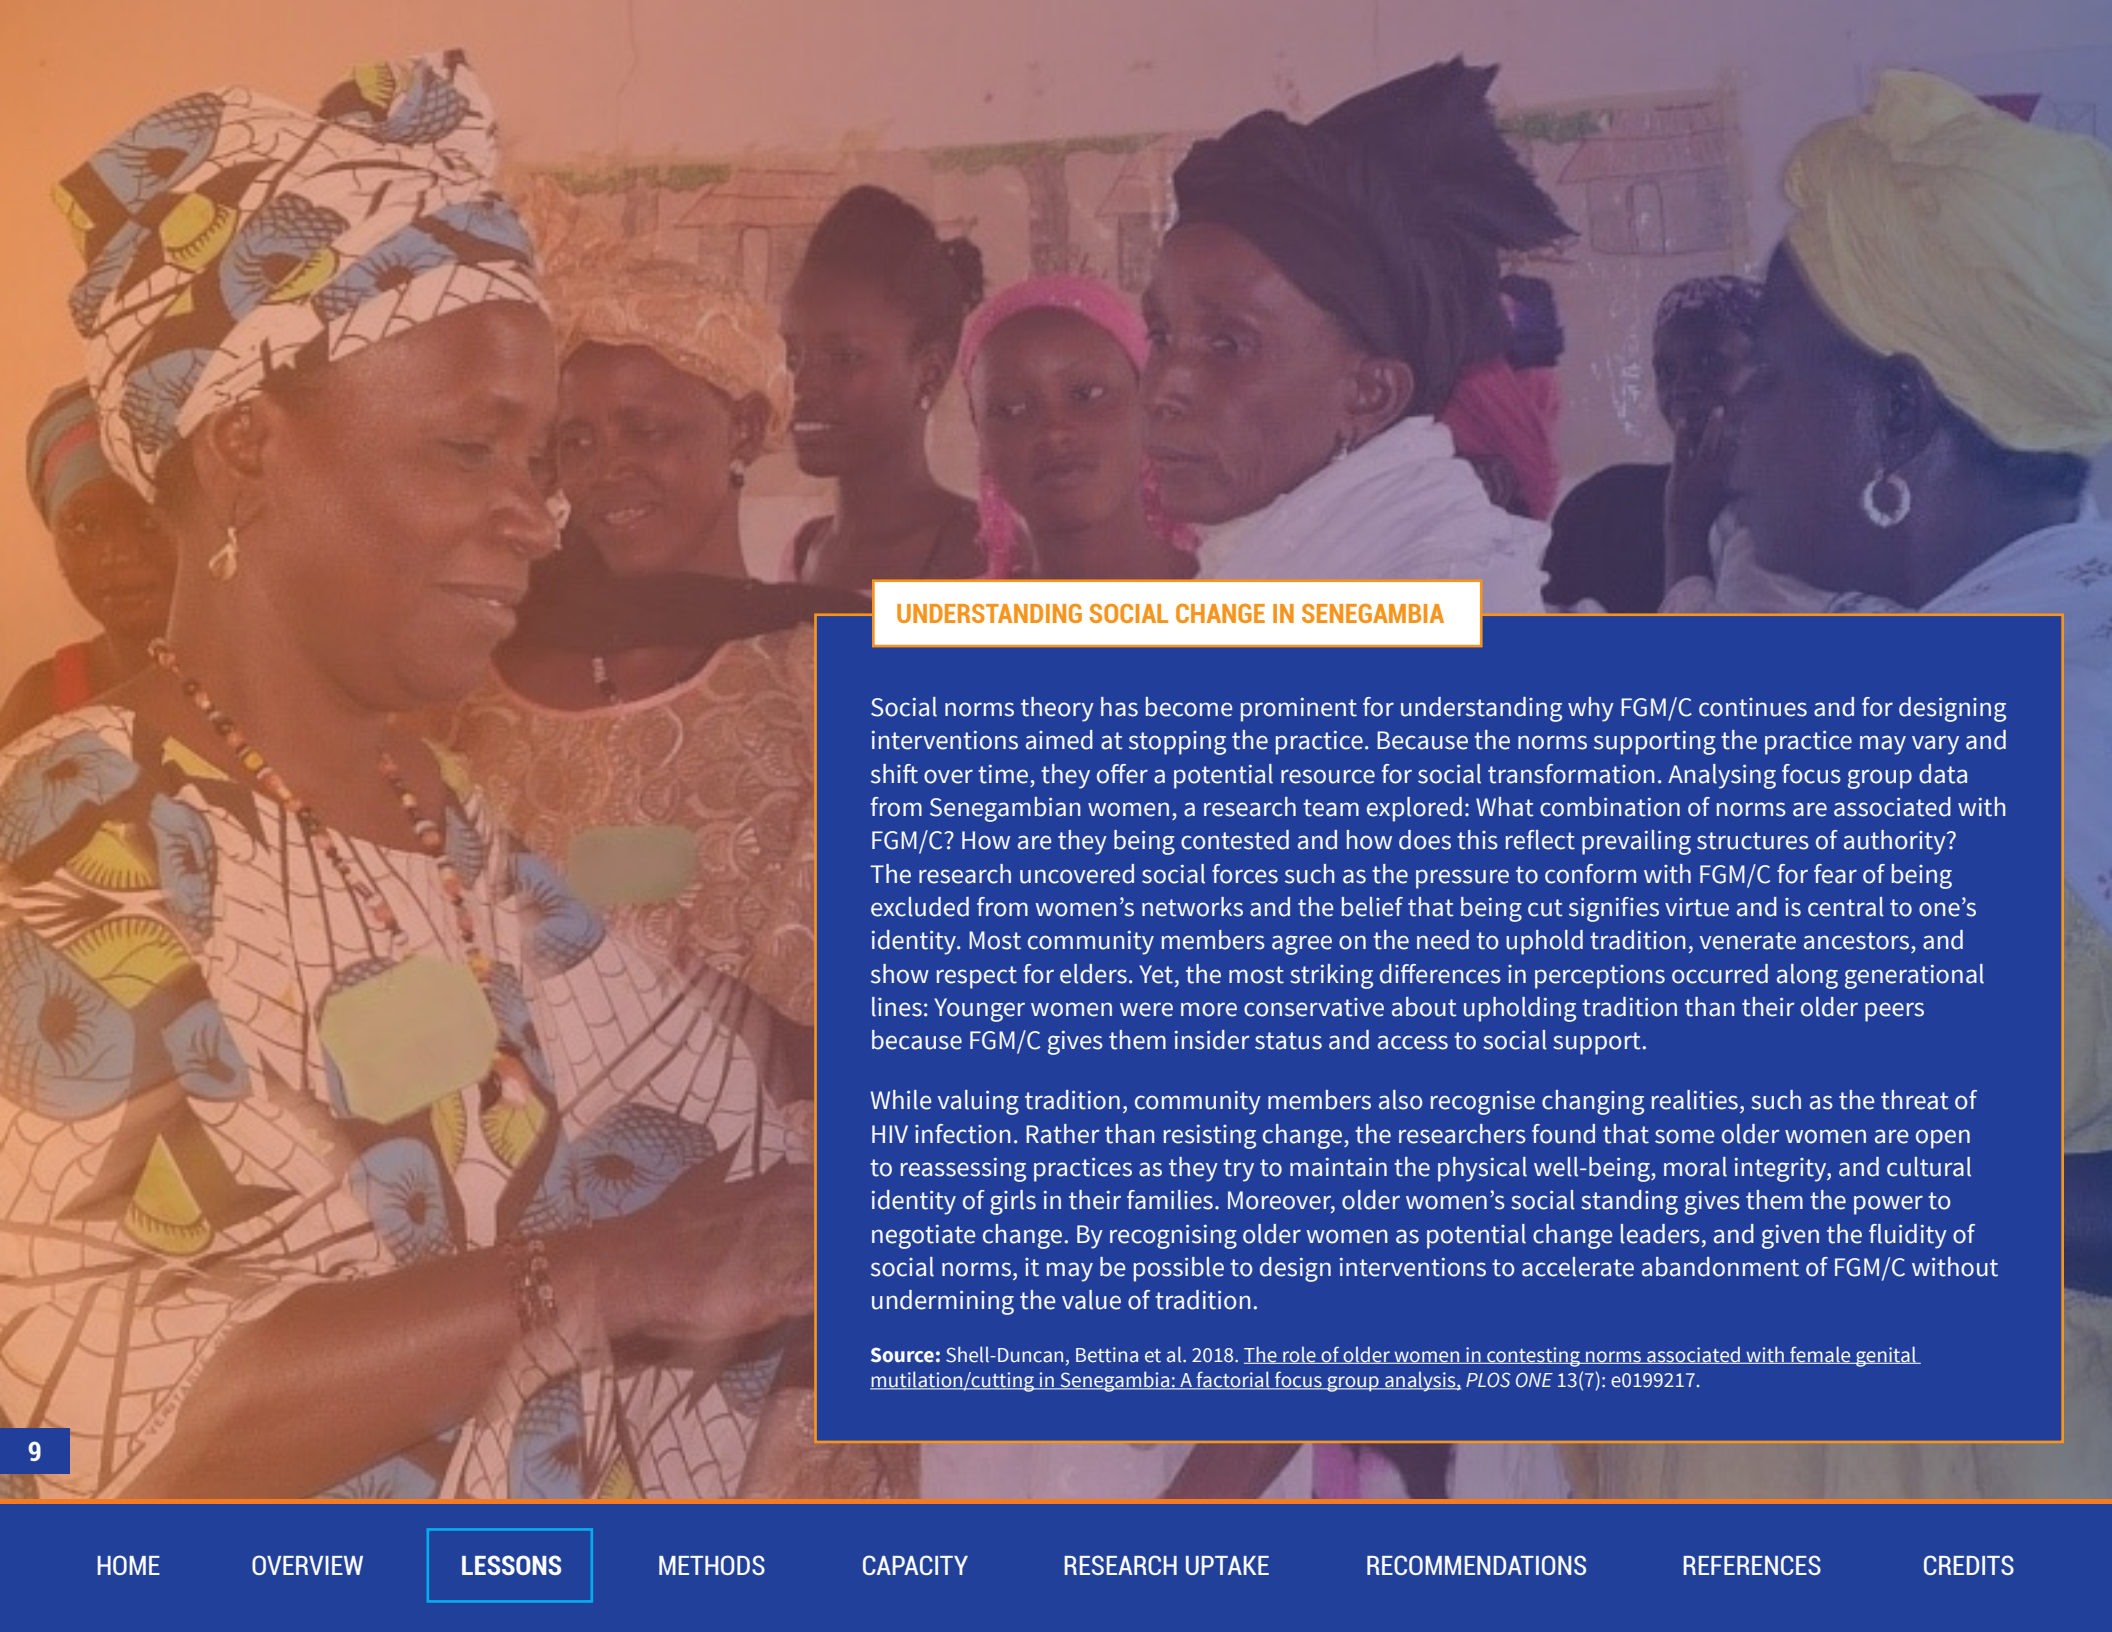 UNDERSTANDING SOCIAL CHANGE IN SENEGAMBIA
Social norms theory has become prominent for understanding why FGM/C continues and for designing
interventions aimed at stopping the practice. Because the norms supporting the practice may vary and
shift over time, they offer a potential resource for social transformation. Analysing focus group data
from Senegambian women, a research team explored: What combination of norms are associated with
FGM/C? How are they being contested and how does this reflect prevailing structures of authority?
The research uncovered social forces such as the pressure to conform with FGM/C for fear of being
excluded from women’s networks and the belief that being cut signifies virtue and is central to one’s
identity. Most community members agree on the need to uphold tradition, venerate ancestors, and
show respect for elders. Yet, the most striking differences in perceptions occurred along generational
lines: Younger women were more conservative about upholding tradition than their older peers
because FGM/C gives them insider status and access to social support.
While valuing tradition, community members also recognise changing realities, such as the threat of
HIV infection. Rather than resisting change, the researchers found that some older women are open
to reassessing practices as they try to maintain the physical well-being, moral integrity, and cultural
identity of girls in their families. Moreover, older women’s social standing gives them the power to
negotiate change. By recognising older women as potential change leaders, and given the fluidity of
social norms, it may be possible to design interventions to accelerate abandonment of FGM/C without
undermining the value of tradition.
Source: Shell-Duncan, Bettina et al. 2018. The role of older women in contesting norms associated with female genital
mutilation/cutting in Senegambia: A factorial focus group analysis, PLOS ONE 13(7): e0199217.
9
HOME OVERVIEW LESSONS METHODS CAPACITY RESEARCH UPTAKE RECOMMENDATIONS REFERENCES CREDITS